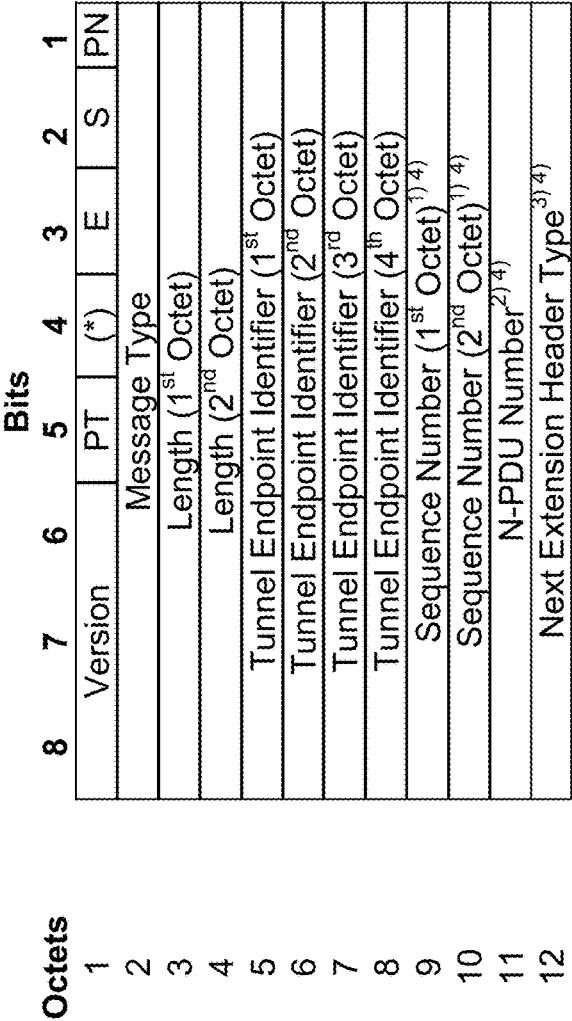 Bits
Octets 8 7 6 5 4 3 2 1
1 Version PT (*) E S PN
2 Message Type
3 Length (1st Octet)
4 Length (2nd Octet)
5 Tunnel Endpoint Identifier (1st Octet)
6 Tunnel Endpoint Identifier (2nd Octet)
7 Tunnel Endpoint Identifier (3rd Octet)
8 Tunnel Endpoint Identifier (4th Octet)
9 Sequence Number (1st Octet)1) 4)
10 Sequence Number (2nd Octet)1) 4)
11 N-PDU Number2) 4)
12 Next Extension Header Type3) 4)